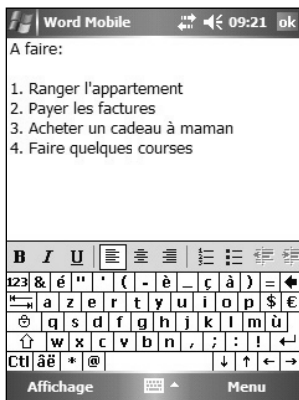 Word Mobile 09:21 ok
A faire:
1. Ranger l'appartement
2. Payer les factures
3. Acheter un cadeau à maman
4. Faire quelques courses
B I U
123 & é " ' ( - è _ ç à ) =
a z e r t y u i o p $ €
q s d f g h j k l m ù
w x c v b n , ; : !
Ctl âë * @ ↓ ↑ ← →
Affichage Menu